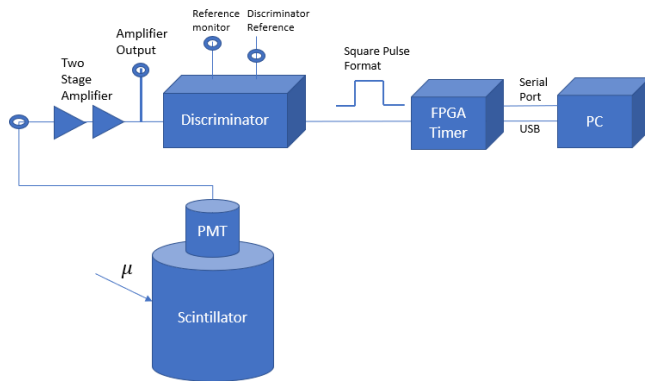 Two
Stage
Amplifier
Amplifier
Output
Reference
monitor
Discriminator
Reference
Discriminator
Square Pulse
Format
FPGA
Timer
Serial
Port
USB
PC
PMT
μ
Scintillator